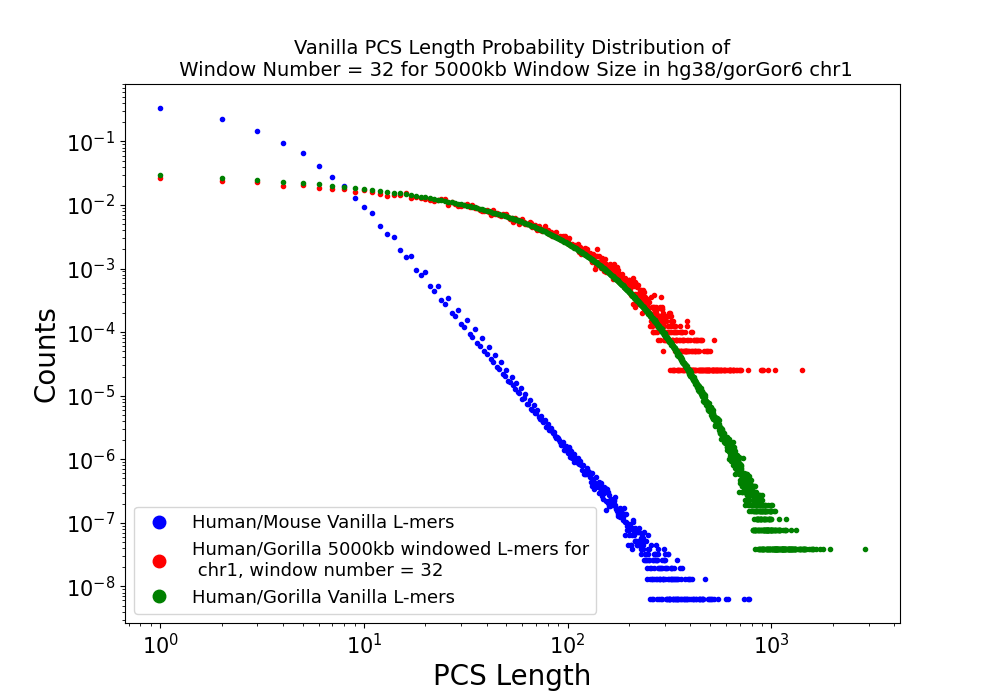 Vanilla PCS Length Probability Distribution of
Window Number = 32 for 5000kb Window Size in hg38/gorGor6 chr1
Counts
10⁻¹
10⁻²
10⁻³
10⁻⁴
10⁻⁵
10⁻⁶
10⁻⁷
10⁻⁸
Human/Mouse Vanilla L-mers
Human/Gorilla 5000kb windowed L-mers for
chr1, window number = 32
Human/Gorilla Vanilla L-mers
10⁰ 10¹ 10² 10³
PCS Length